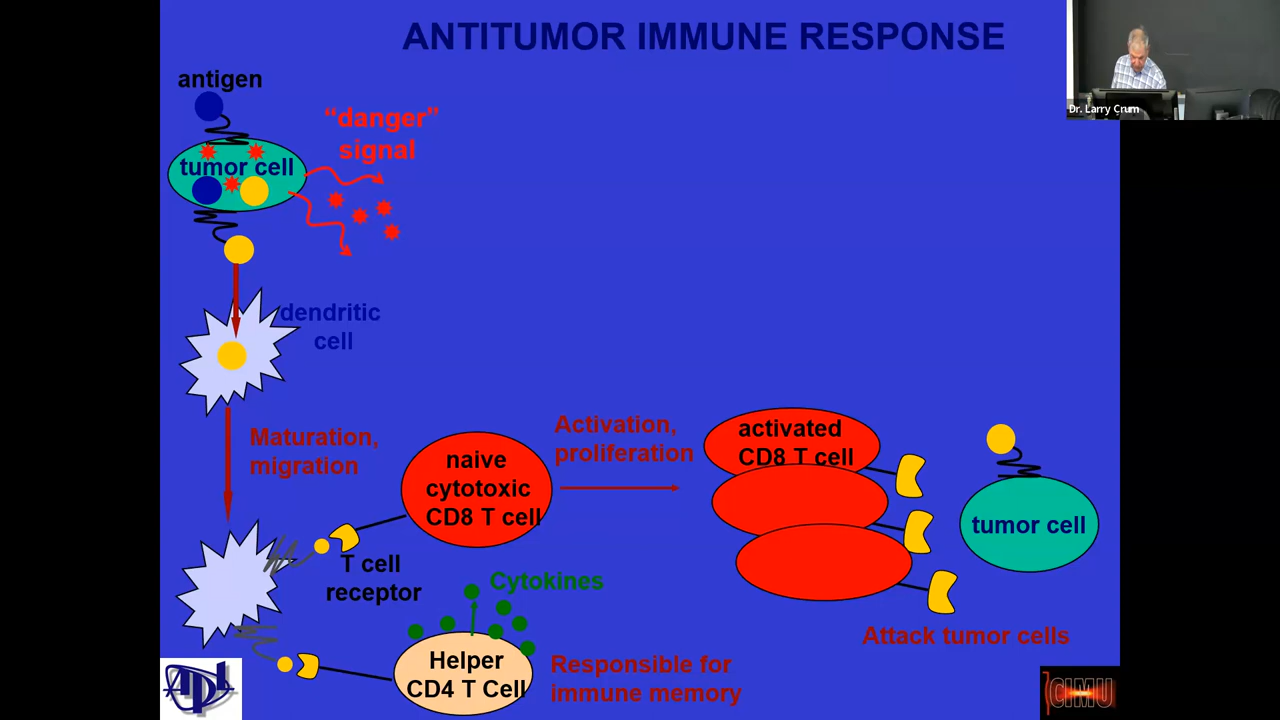 ANTITUMOR IMMUNE RESPONSE
Dr. Larry Crum
antigen
"danger"
signal
tumor cell
dendritic
cell
Maturation,
migration
naive
cytotoxic
CD8 T cell
Activation,
proliferation
activated
CD8 T cell
tumor cell
T cell
receptor
Cytokines
Attack tumor cells
Helper
CD4 T Cell
Responsible for
immune memory
APL
CIMU